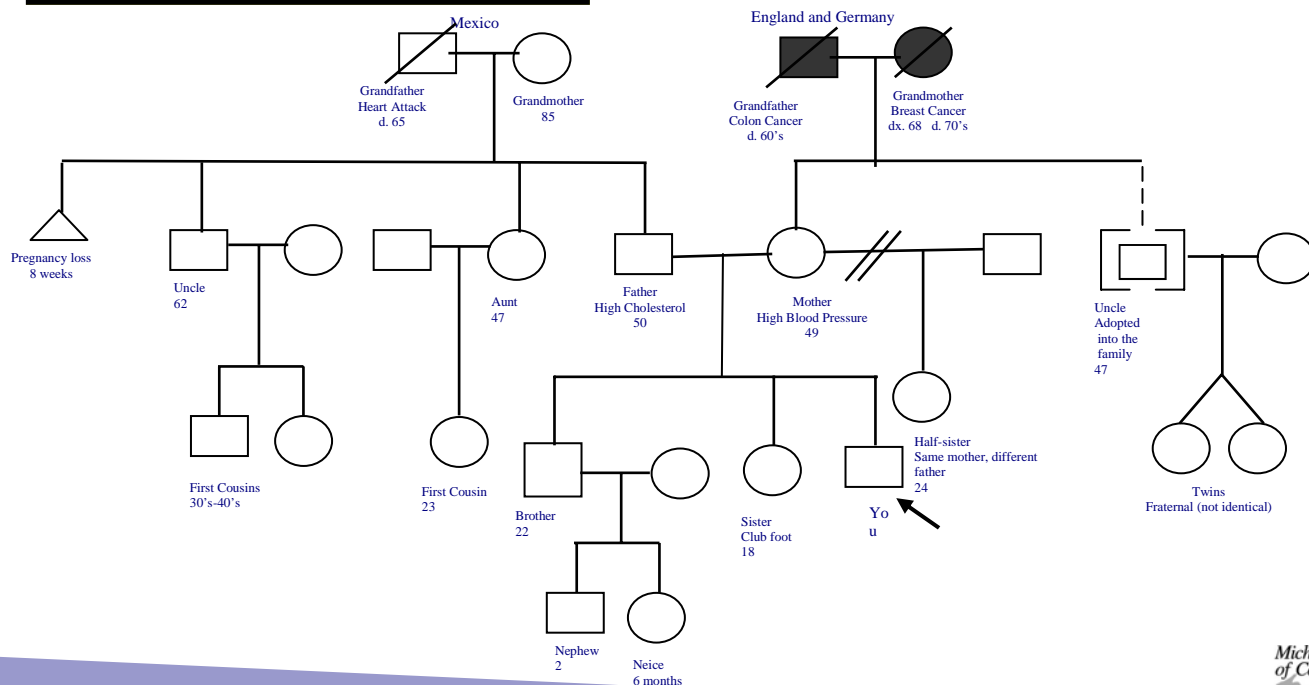 Mexico
England and Germany
Grandfather
Heart Attack
d. 65
Grandmother
85
Grandfather
Colon Cancer
d. 60's
Grandmother
Breast Cancer
dx. 68 d. 70's
Pregnancy loss
8 weeks
Uncle
62
Aunt
47
Father
High Cholesterol
50
Mother
High Blood Pressure
49
Uncle
Adopted
into the
family
47
First Cousins
30's-40's
First Cousin
23
Brother
22
Sister
Club foot
18
Yo
u
Half-sister
Same mother, different
father
24
Twins
Fraternal (not identical)
Nephew
2
Neice
6 months